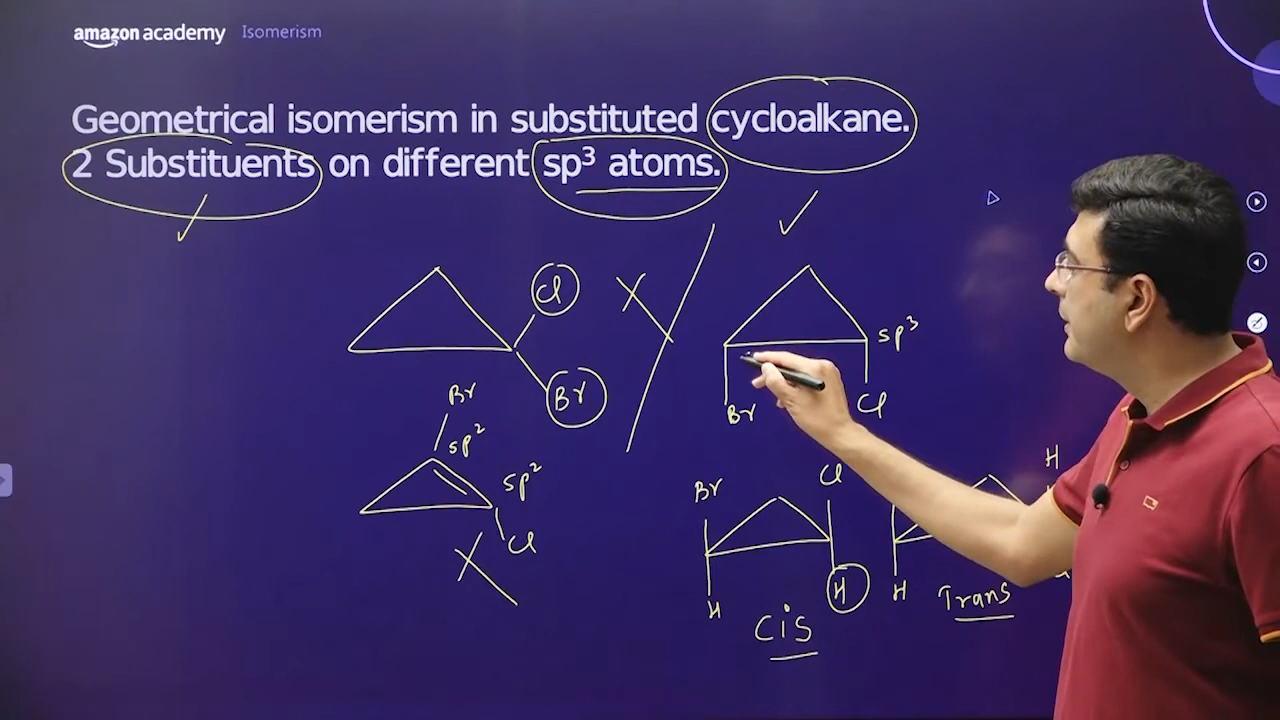 amazon academy Isomerism
Geometrical isomerism in substituted cycloalkane.
2 Substituents on different sp³ atoms.
Cl
Br
Br
sp²
sp²
Cl
sp³
Br
Cl
Br
Cl
H
H
Cis
H
H
Trans